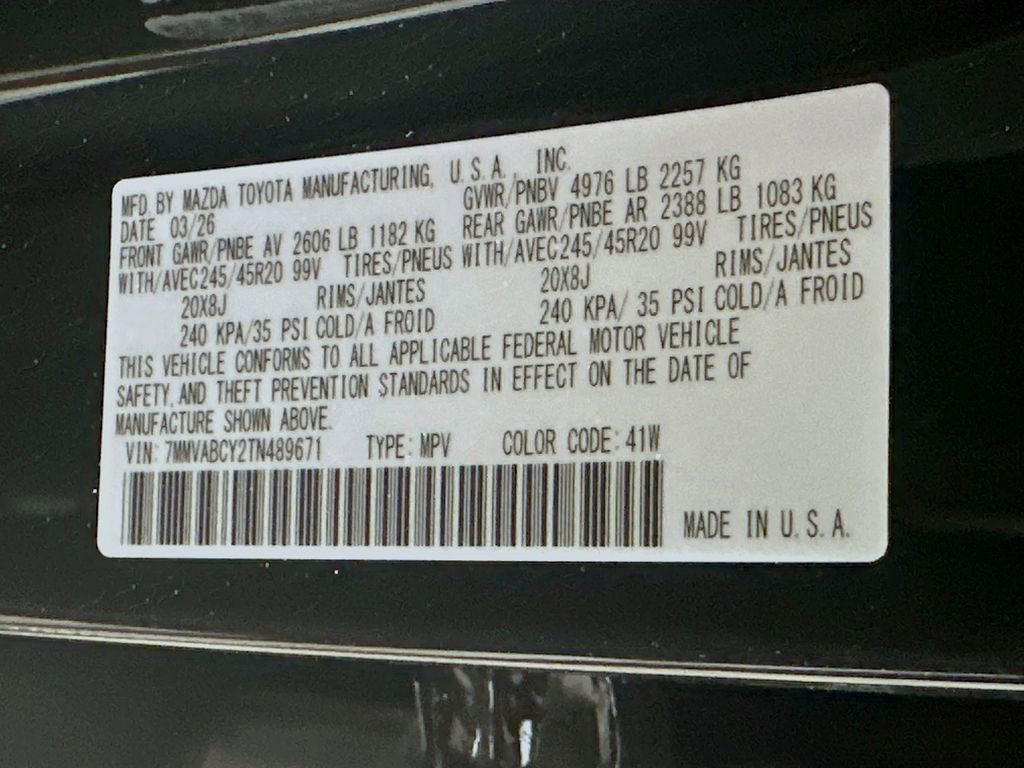 MFD. BY MAZDA TOYOTA MANUFACTURING, U.S.A., INC.
DATE 03/26 GVWR/PNBV 4976 LB 2257 KG
FRONT GAWR/PNBE AV 2606 LB 1182 KG REAR GAWR/PNBE AR 2388 LB 1083 KG
WITH/AVEC245/45R20 99V TIRES/PNEUS WITH/AVEC245/45R20 99V TIRES/PNEUS
20X8J RIMS/JANTES 20X8J RIMS/JANTES
240 KPA/35 PSI COLD/A FROID 240 KPA/ 35 PSI COLD/A FROID
THIS VEHICLE CONFORMS TO ALL APPLICABLE FEDERAL MOTOR VEHICLE
SAFETY, AND THEFT PREVENTION STANDARDS IN EFFECT ON THE DATE OF
MANUFACTURE SHOWN ABOVE.
VIN: 7MMVABCY2TN489671 TYPE: MPV COLOR CODE: 41W
MADE IN U.S.A.